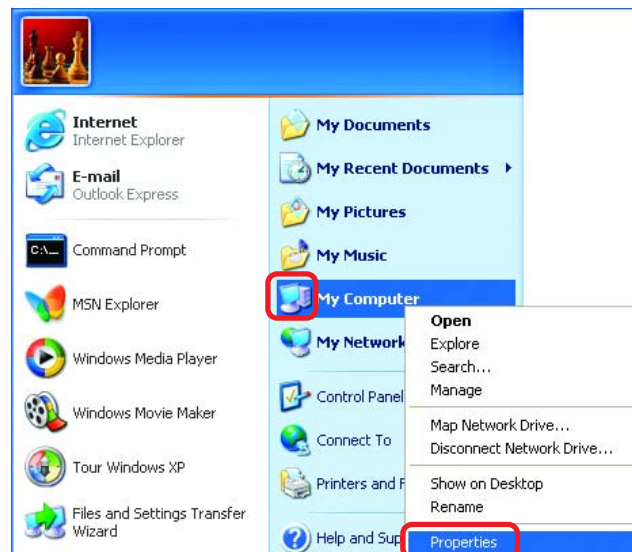 Internet
Internet Explorer
E-mail
Outlook Express
C:\_
Command Prompt
MSN Explorer
Windows Media Player
Windows Movie Maker
Tour Windows XP
Files and Settings Transfer
Wizard
My Documents
My Recent Documents
My Pictures
My Music
My Computer
My Network
Control Panel
Connect To
Printers and F
Help and Sup
Open
Explore
Search...
Manage
Map Network Drive...
Disconnect Network Drive...
Show on Desktop
Rename
Properties